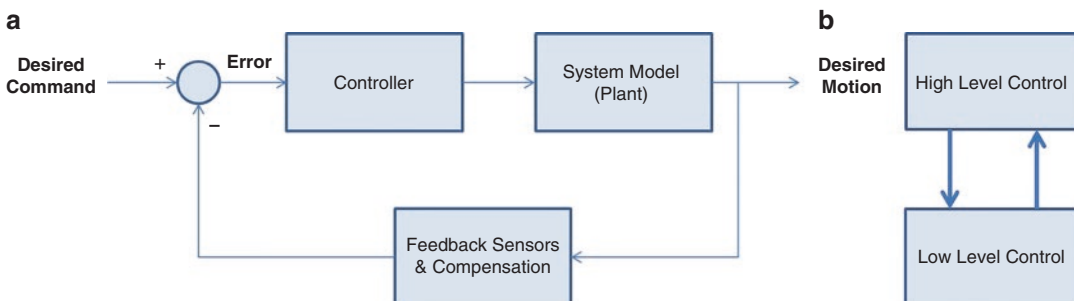 a
Desired
Command
+
−
Error
Controller
System Model
(Plant)
Desired
Motion
Feedback Sensors
& Compensation
b
High Level Control
Low Level Control